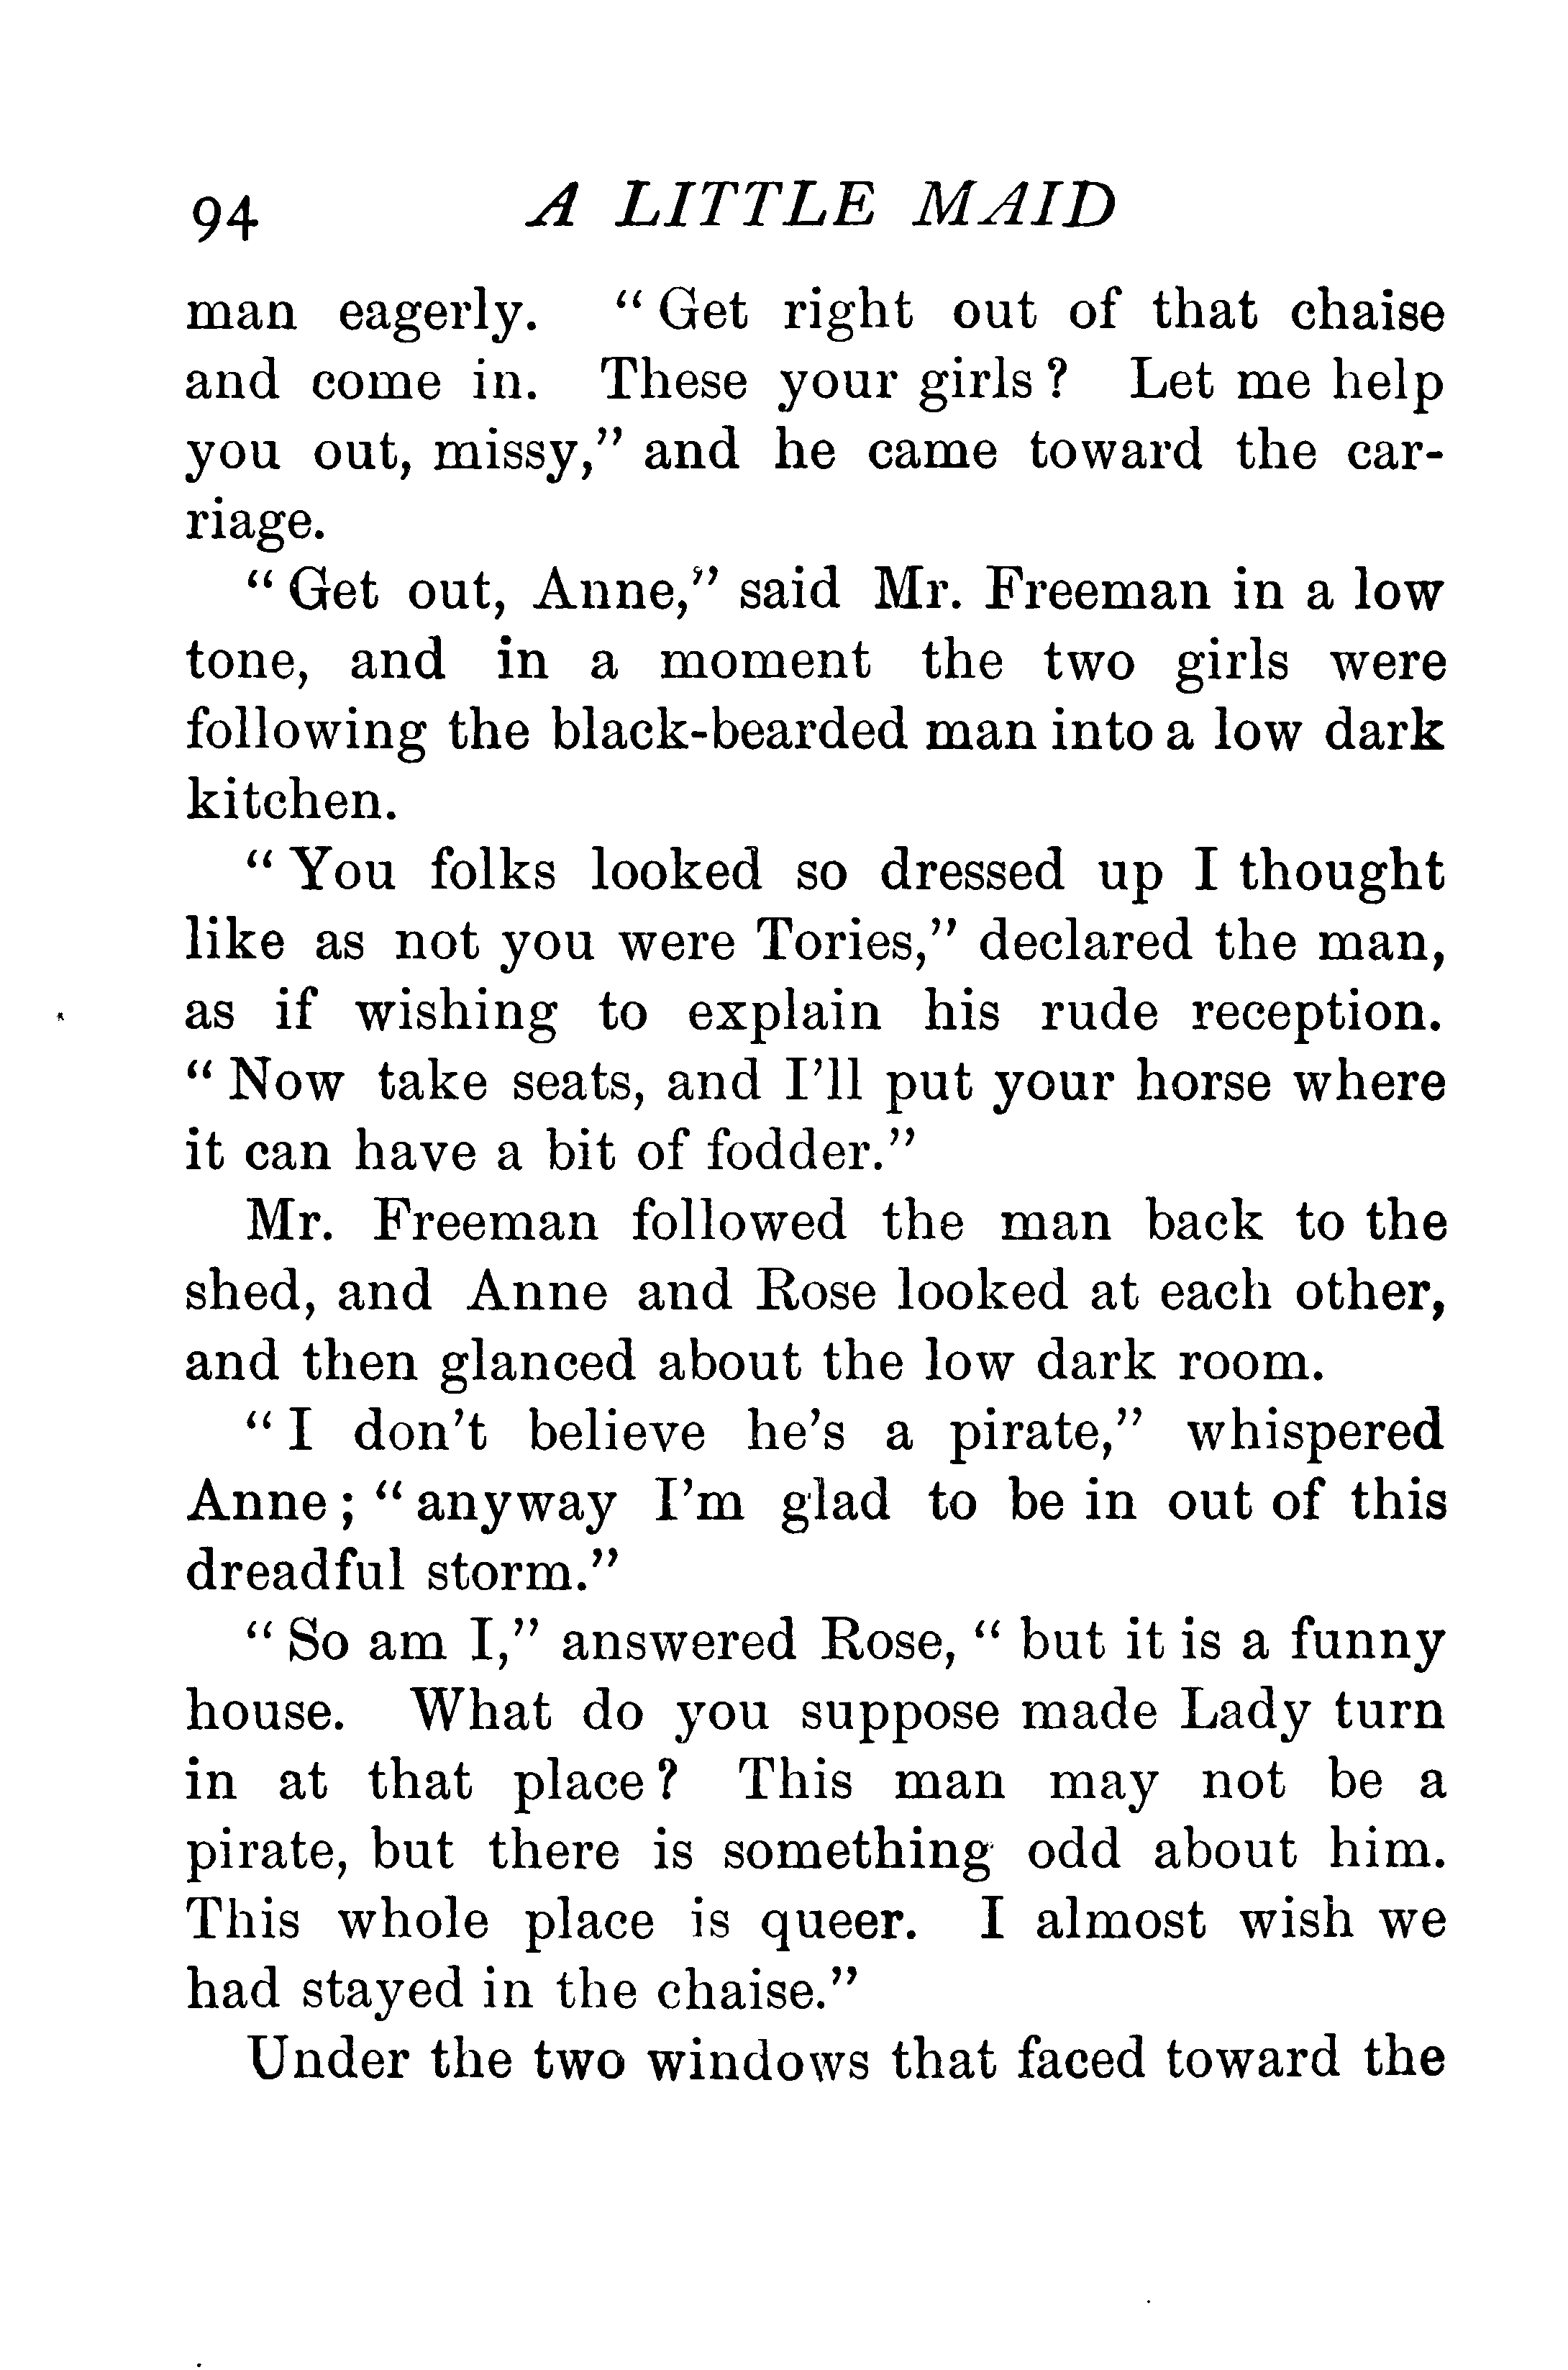 94 A LITTLE MAID
man eagerly. “Get right out of that chaise
and come in. These your girls? Let me help
you out, missy,” and he came toward the car-
riage.
“Get out, Anne,” said Mr. Freeman in a low
tone, and in a moment the two girls were
following the black-bearded man into a low dark
kitchen.
“You folks looked so dressed up I thought
like as not you were Tories,” declared the man,
as if wishing to explain his rude reception.
“Now take seats, and I’ll put your horse where
it can have a bit of fodder.”
Mr. Freeman followed the man back to the
shed, and Anne and Rose looked at each other,
and then glanced about the low dark room.
“I don’t believe he’s a pirate,” whispered
Anne; “anyway I’m glad to be in out of this
dreadful storm.”
“So am I,” answered Rose, “but it is a funny
house. What do you suppose made Lady turn
in at that place? This man may not be a
pirate, but there is something odd about him.
This whole place is queer. I almost wish we
had stayed in the chaise.”
Under the two windows that faced toward the